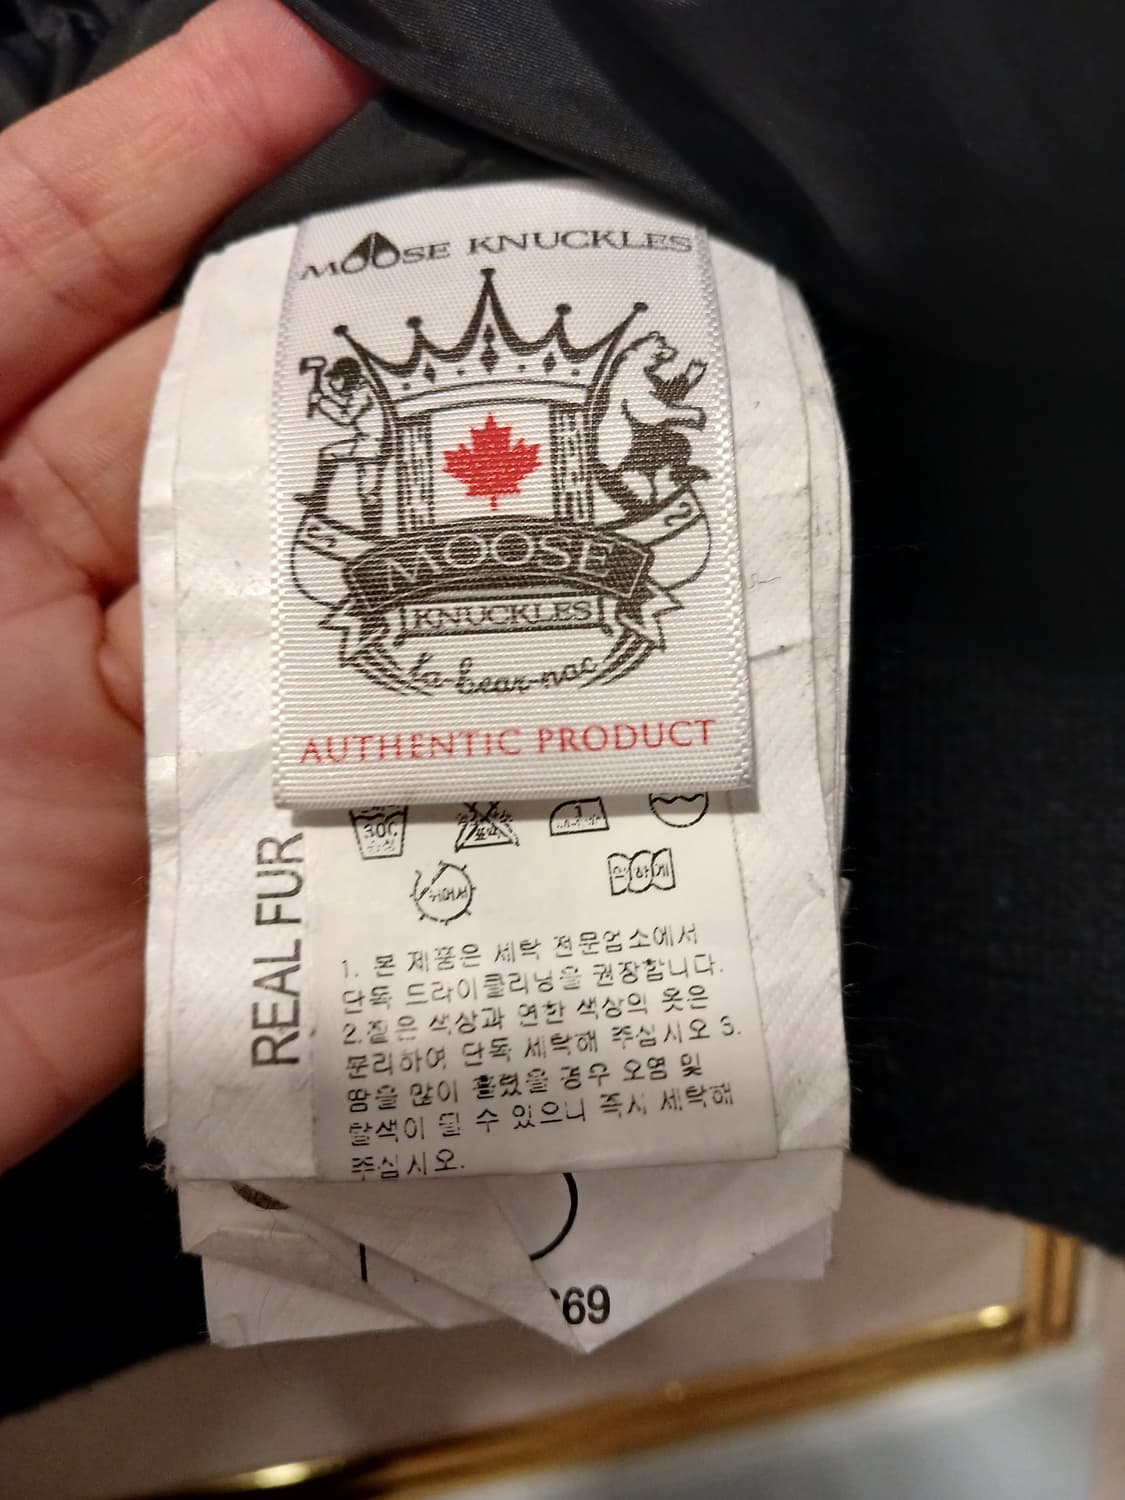 MOOSE KNUCKLES
MOOSE
KNUCKLES
ta-bear-nac
AUTHENTIC PRODUCT
REAL FUR
30C
1. 본 제품은 세탁 전문업소에서
단독 드라이클리닝을 권장합니다.
2.짙은 색상과 연한 색상의 옷은
분리하여 단독 세탁해 주십시오 3.
땀을 많이 흘렸을 경우 오염 및
탈색이 될 수 있으니 즉시 세탁해
주십시오.
69